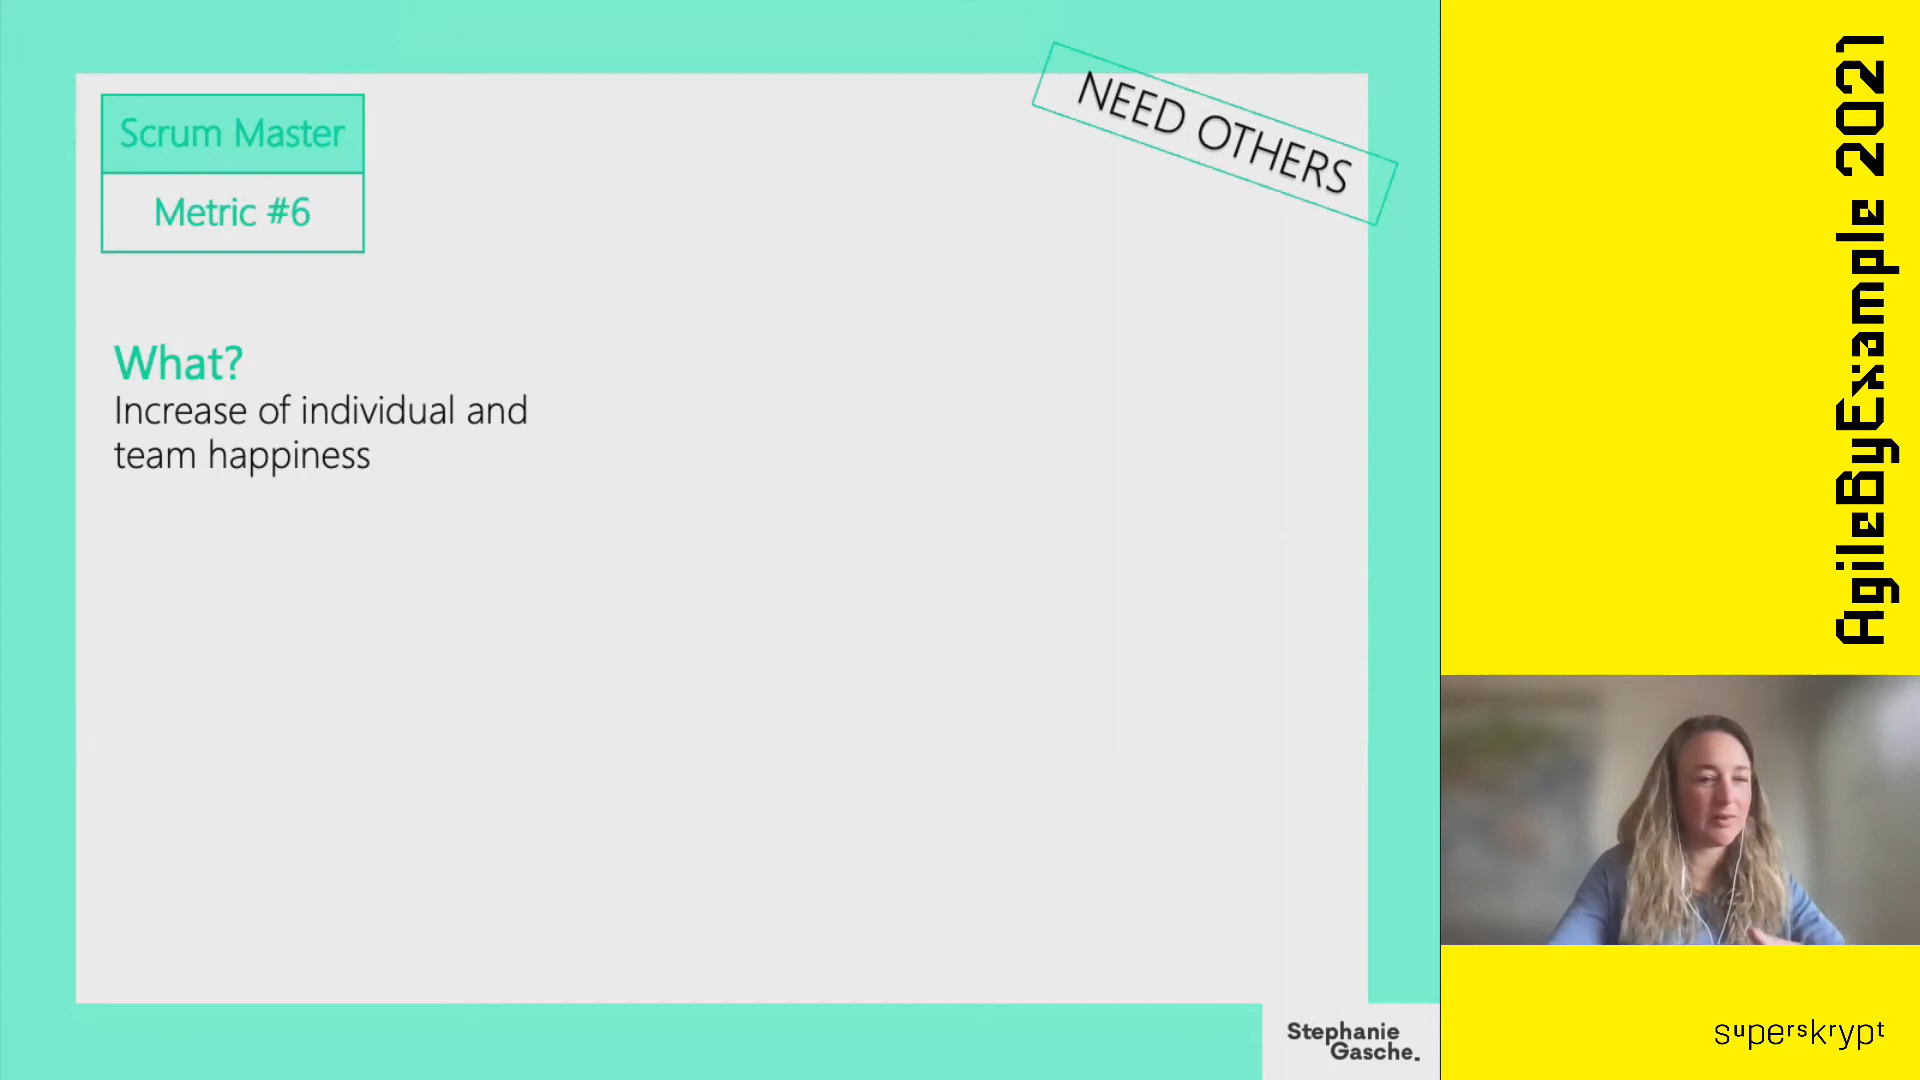 Scrum Master
Metric #6
NEED OTHERS
What?
Increase of individual and
team happiness
Stephanie
Gasche.
AgileByExample 2021
superskrypt